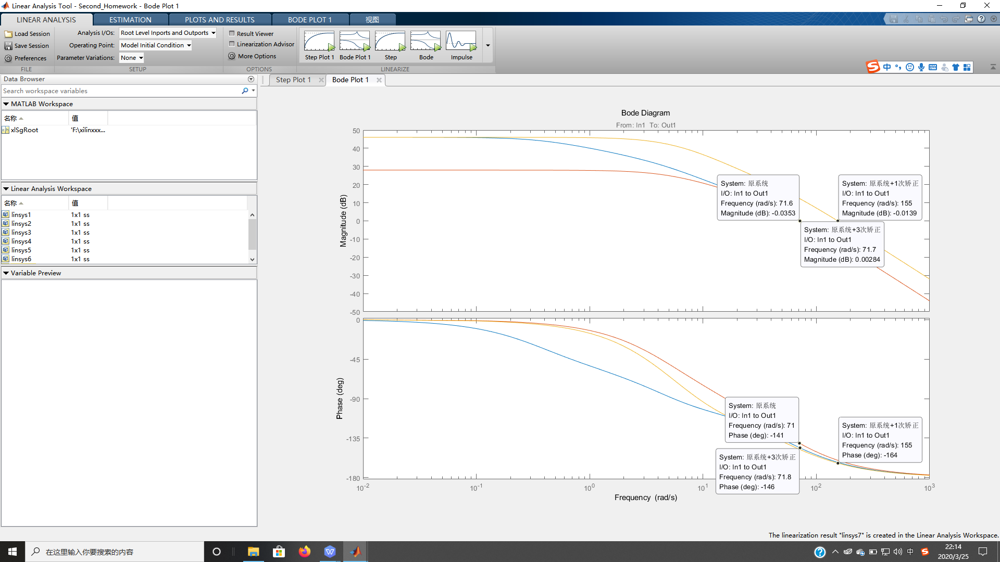 Linear Analysis Tool - Second_Homework - Bode Plot 1
LINEAR ANALYSIS
ESTIMATION
PLOTS AND RESULTS
BODE PLOT 1
视图
Load Session
Save Session
Preferences
FILE
Analysis I/Os: Root Level Inports and Outports
Operating Point: Model Initial Condition
Parameter Variations: None
SETUP
Result Viewer
Linearization Advisor
More Options
OPTIONS
Step Plot 1
Bode Plot 1
Step
Bode
Impulse
LINEARIZE
中
Data Browser
Search workspace variables
MATLAB Workspace
名称 值
xlSgRoot 'F:\xilinxxx...
Linear Analysis Workspace
名称 值
linsys1 1x1 ss
linsys2 1x1 ss
linsys3 1x1 ss
linsys4 1x1 ss
linsys5 1x1 ss
linsys6 1x1 ss
Variable Preview
Step Plot 1
Bode Plot 1
Bode Diagram
From: In1 To: Out1
Magnitude (dB)
50
40
30
20
10
0
-10
-20
-30
-40
-50
System: 原系统
I/O: In1 to Out1
Frequency (rad/s): 71.6
Magnitude (dB): -0.0353
System: 原系统+1次矫正
I/O: In1 to Out1
Frequency (rad/s): 155
Magnitude (dB): -0.0139
System: 原系统+3次矫正
I/O: In1 to Out1
Frequency (rad/s): 71.7
Magnitude (dB): 0.00284
Phase (deg)
0
-45
-90
-135
-180
System: 原系统
I/O: In1 to Out1
Frequency (rad/s): 71
Phase (deg): -141
System: 原系统+1次矫正
I/O: In1 to Out1
Frequency (rad/s): 155
Phase (deg): -164
System: 原系统+3次矫正
I/O: In1 to Out1
Frequency (rad/s): 71.8
Phase (deg): -146
10-2 10-1 100 101 102 103
Frequency (rad/s)
The linearization result "linsys7" is created in the Linear Analysis Workspace.
在这里输入你要搜索的内容
中
22:14
2020/3/25